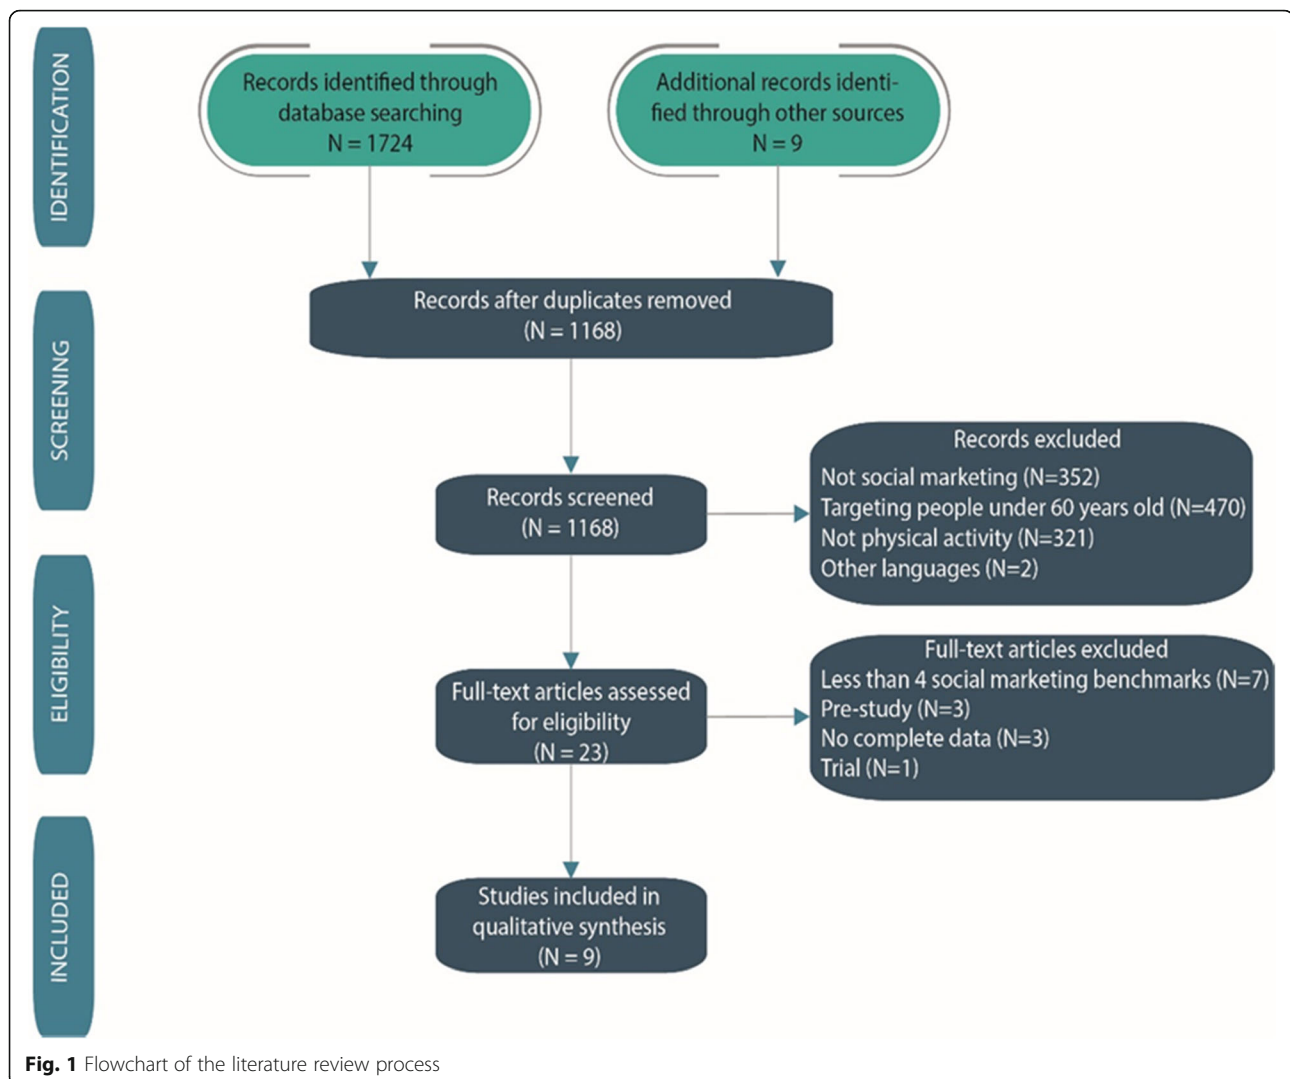 IDENTIFICATION
Records identified through
database searching
N = 1724
Additional records identi-
fied through other sources
N = 9
SCREENING
Records after duplicates removed
(N = 1168)
Records screened
(N = 1168)
Records excluded
Not social marketing (N=352)
Targeting people under 60 years old (N=470)
Not physical activity (N=321)
Other languages (N=2)
ELIGIBILITY
Full-text articles assessed
for eligibility
(N = 23)
Full-text articles excluded
Less than 4 social marketing benchmarks (N=7)
Pre-study (N=3)
No complete data (N=3)
Trial (N=1)
INCLUDED
Studies included in
qualitative synthesis
(N = 9)
Fig. 1 Flowchart of the literature review process